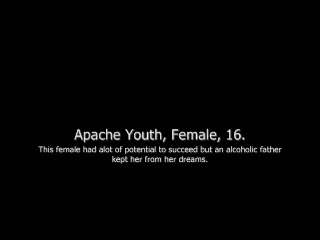 Apache Youth, Female, 16.
This female had alot of potential to succeed but an alcoholic father
kept her from her dreams.